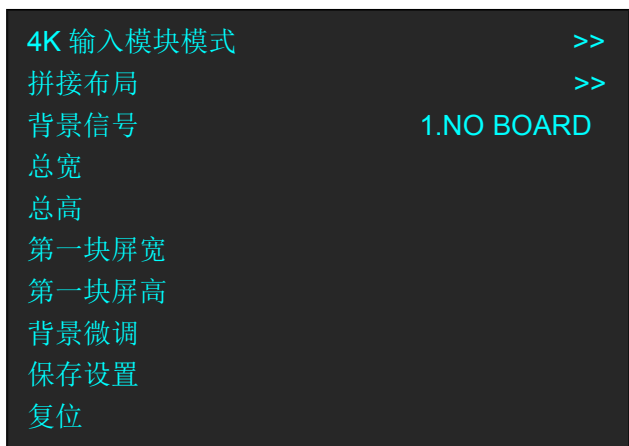 4K 输入模块模式 >>
拼接布局 >>
背景信号 1.NO BOARD
总宽
总高
第一块屏宽
第一块屏高
背景微调
保存设置
复位